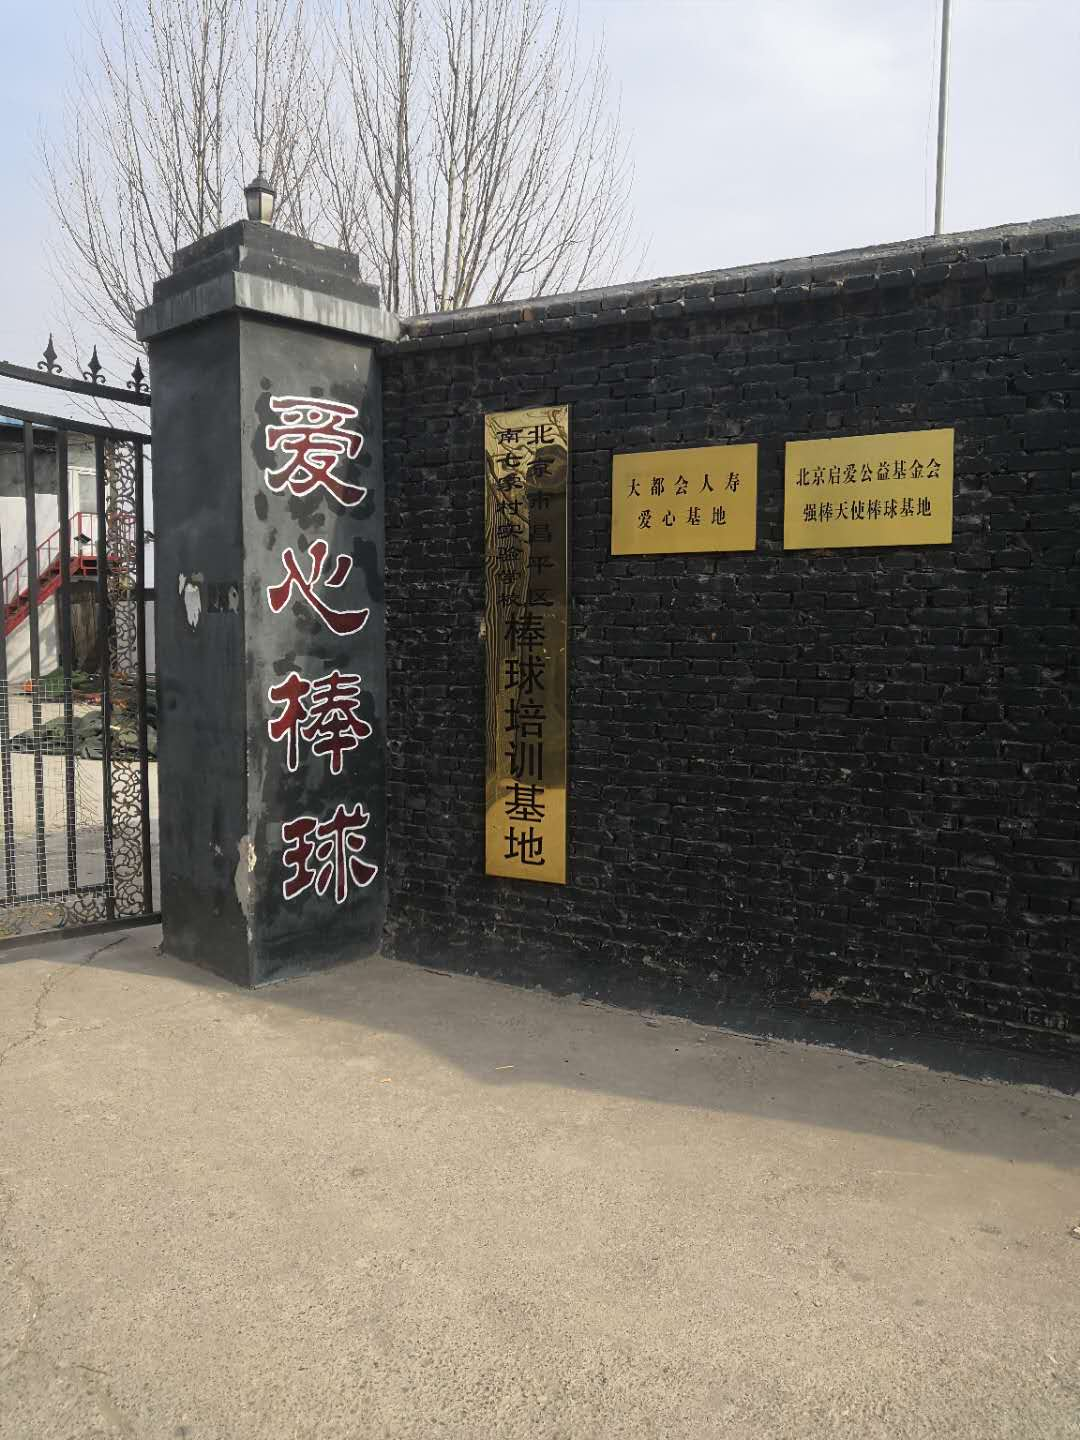 爱心棒球
北京市昌平区
南七家村实验学校
棒球培训基地
大都会人寿
爱心基地
北京启爱公益基金会
强棒天使棒球基地